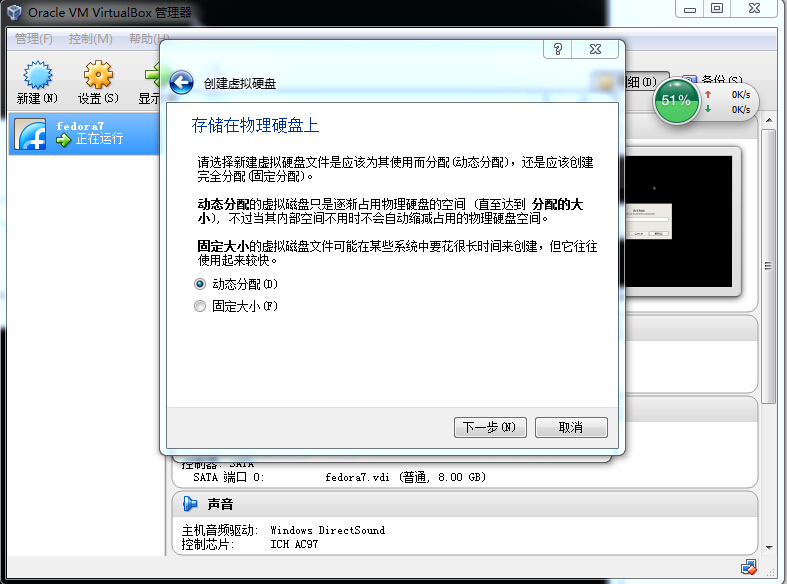 Oracle VM VirtualBox 管理器
管理(F) 控制(M) 帮助(H)
新建(N) 设置(S) 显示
细(D) 备份(S)
51% 0K/s
0K/s
fedora7
正在运行
创建虚拟硬盘
存储在物理硬盘上
请选择新建虚拟硬盘文件是应该为其使用而分配(动态分配)，还是应该创建
完全分配(固定分配)。
动态分配的虚拟磁盘只是逐渐占用物理硬盘的空间 (直至达到 分配的大
小)，不过当其内部空间不用时不会自动缩减占用的物理硬盘空间。
固定大小的虚拟磁盘文件可能在某些系统中要花很长时间来创建，但它往往
使用起来较快。
动态分配(D)
固定大小(F)
下一步(N) 取消
控制器: SATA
SATA 端口 0: fedora7.vdi (普通, 8.00 GB)
声音
主机音频驱动: Windows DirectSound
控制芯片: ICH AC97